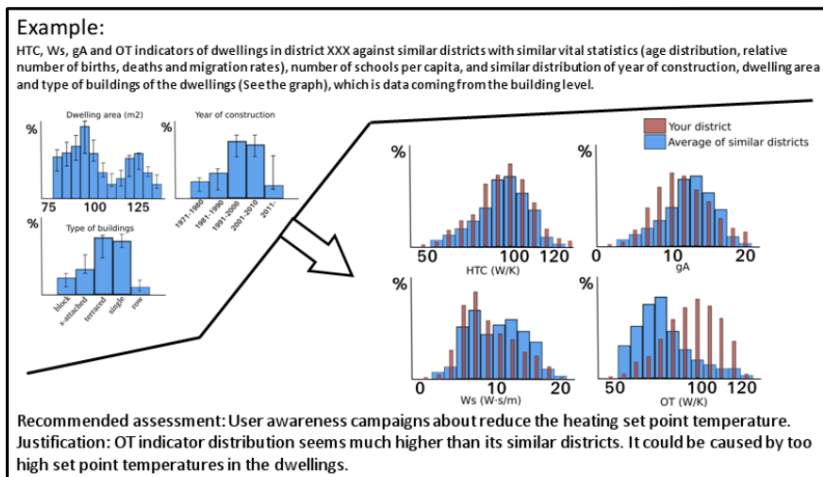 Example:
HTC, Ws, gA and OT indicators of dwellings in district XXX against similar districts with similar vital statistics (age distribution, relative
number of births, deaths and migration rates), number of schools per capita, and similar distribution of year of construction, dwelling area
and type of buildings of the dwellings (See the graph), which is data coming from the building level.
Dwelling area (m2)
%
75 100 125
Year of construction
%
1971-1980 1981-1990 1991-2000 2001-2010 2011-
Type of buildings
%
block s-attached terraced single row
Your district
Average of similar districts
%
50 100 120
HTC (W/K)
%
0 10 20
gA
%
0 10 20
Ws (W·s/m)
%
50 100 120
OT (W/K)
Recommended assessment: User awareness campaigns about reduce the heating set point temperature.
Justification: OT indicator distribution seems much higher than its similar districts. It could be caused by too
high set point temperatures in the dwellings.